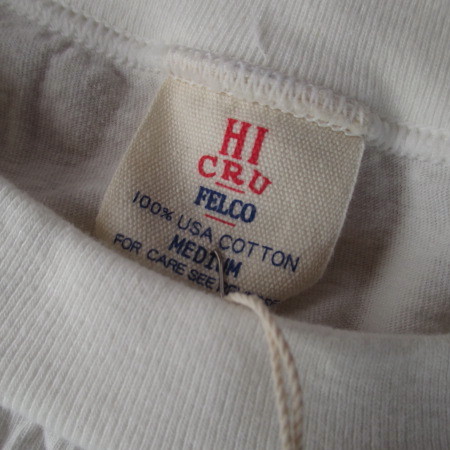 HI
CRU
FELCO
100% USA COTTON
MEDIUM
FOR CARE SEE